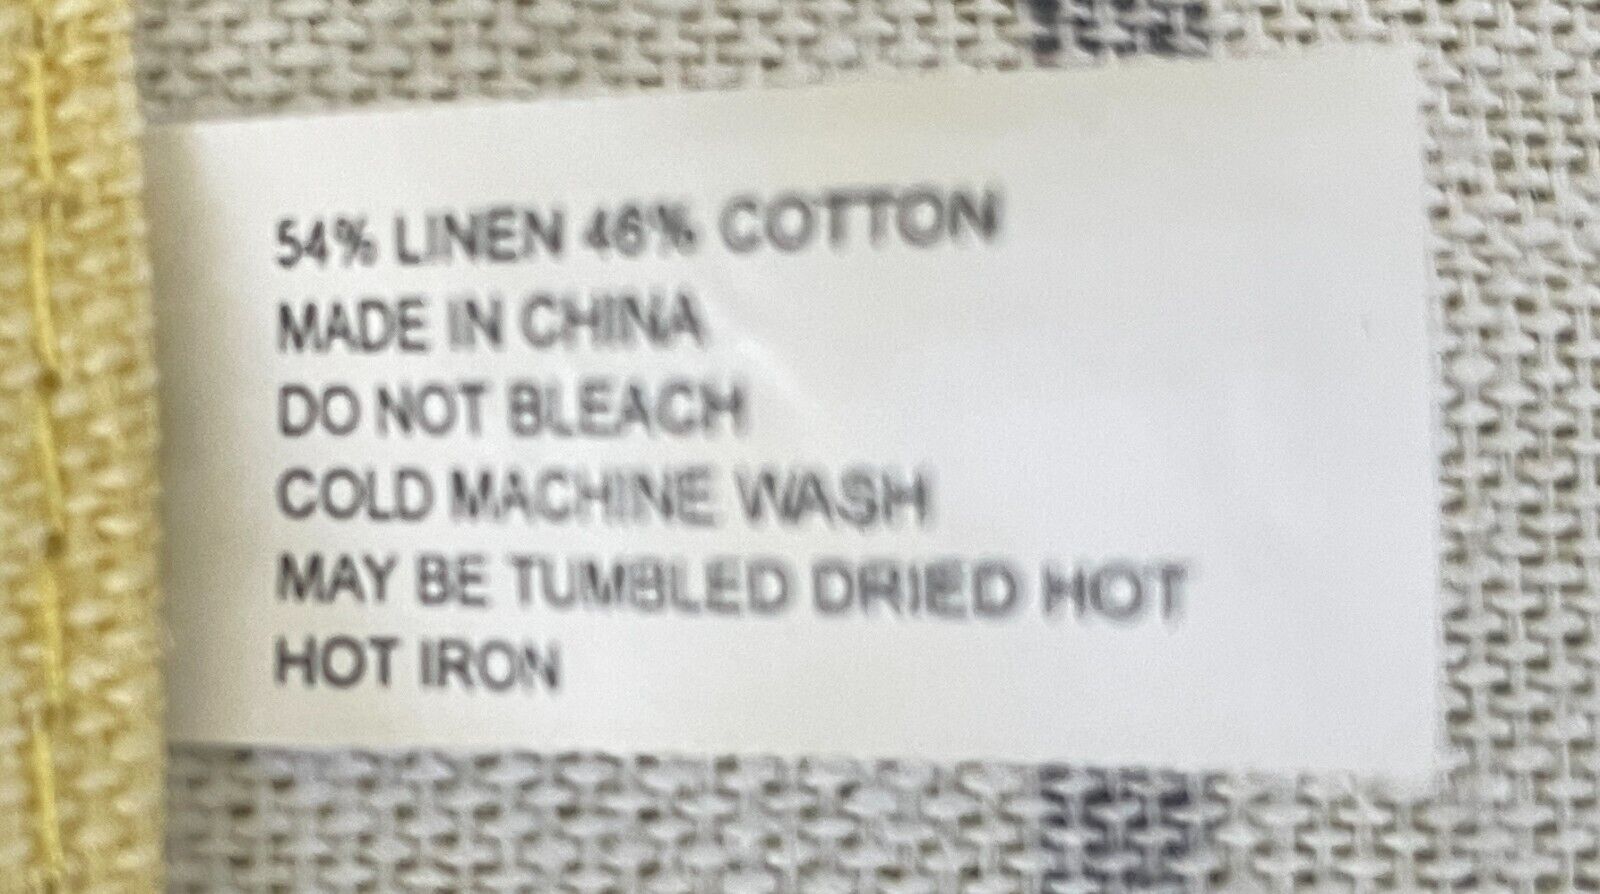 54% LINEN 46% COTTON
MADE IN CHINA
DO NOT BLEACH
COLD MACHINE WASH
MAY BE TUMBLED DRIED HOT
HOT IRON